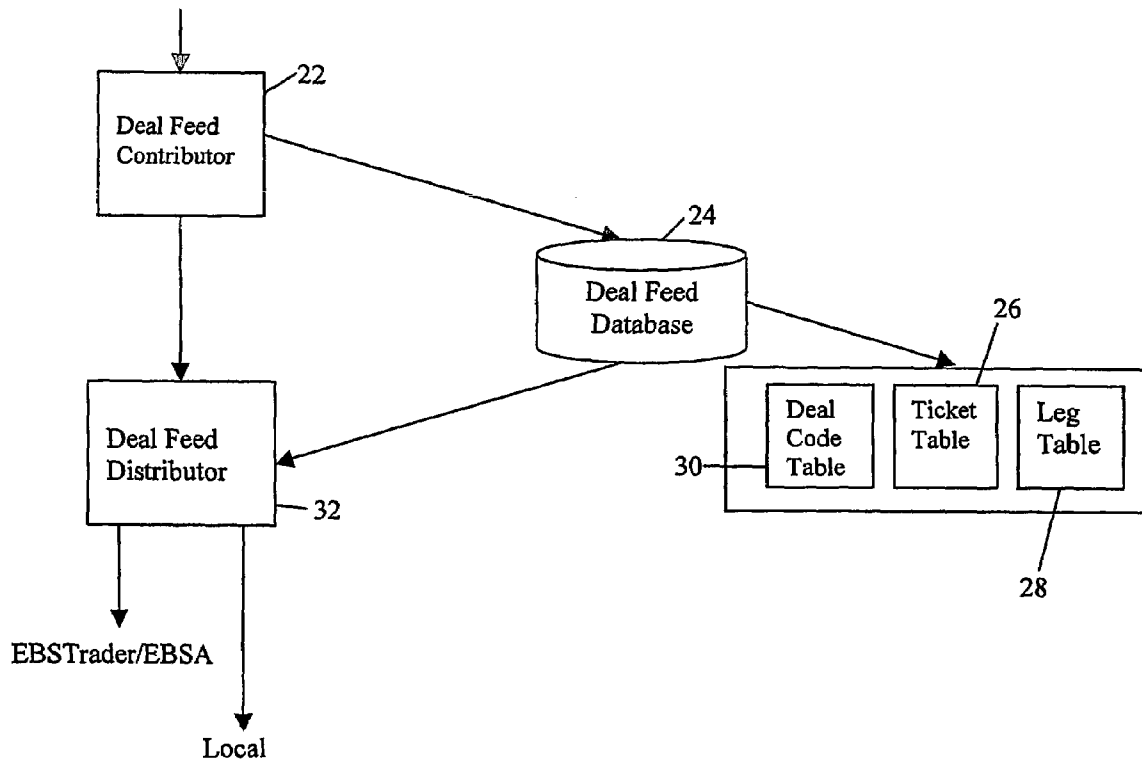 22
Deal Feed
Contributor
24
Deal Feed
Database
26
Deal
Code
Table
Ticket
Table
Leg
Table
30
28
Deal Feed
Distributor
32
EBSTrader/EBSA
Local